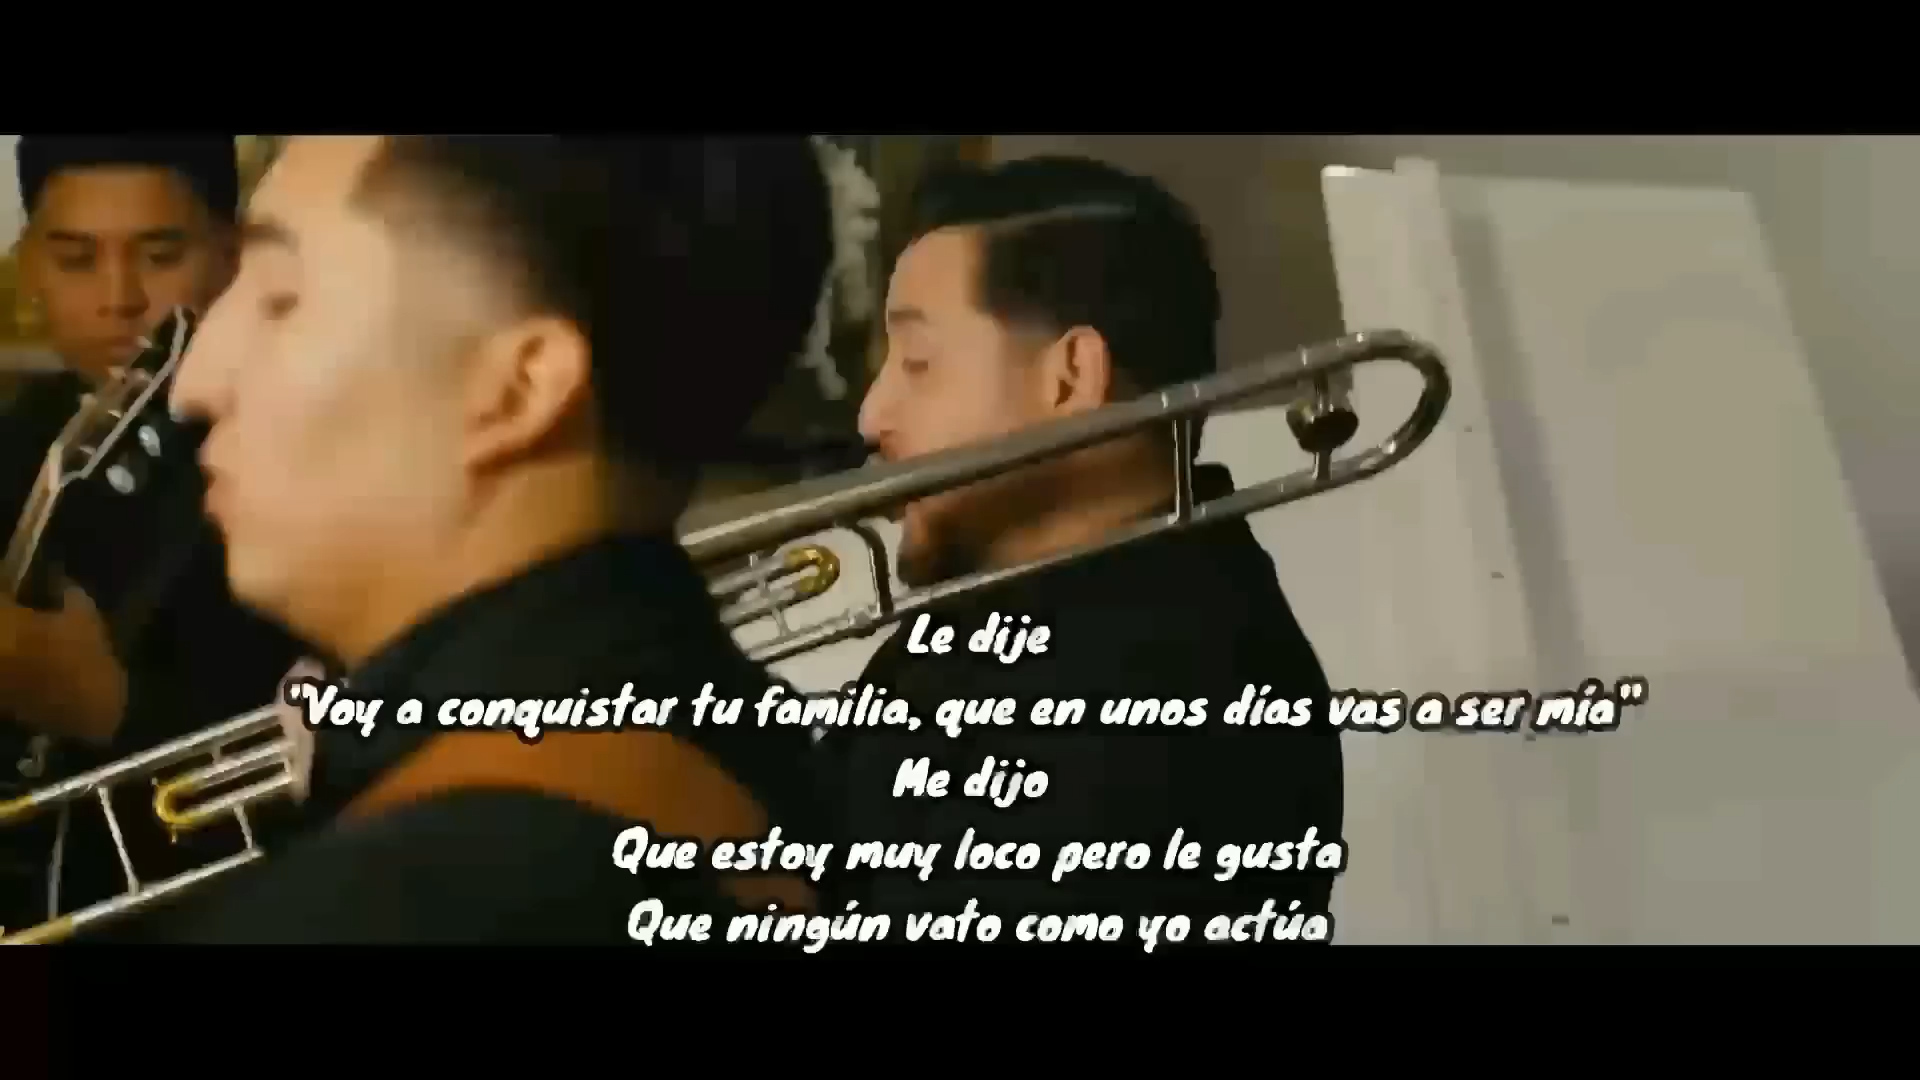 Le dije
"Voy a conquistar tu familia, que en unos días vas a ser mía"
Me dijo
Que estoy muy loco pero le gusta
Que ningún vato como yo actúa